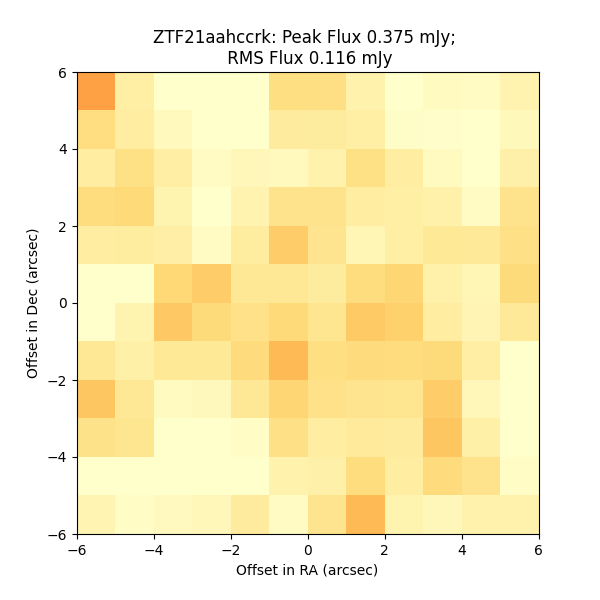 ZTF21aahccrk: Peak Flux 0.375 mJy;
RMS Flux 0.116 mJy
6
4
2
0
−2
−4
−6
Offset in Dec (arcsec)
−6 −4 −2 0 2 4 6
Offset in RA (arcsec)